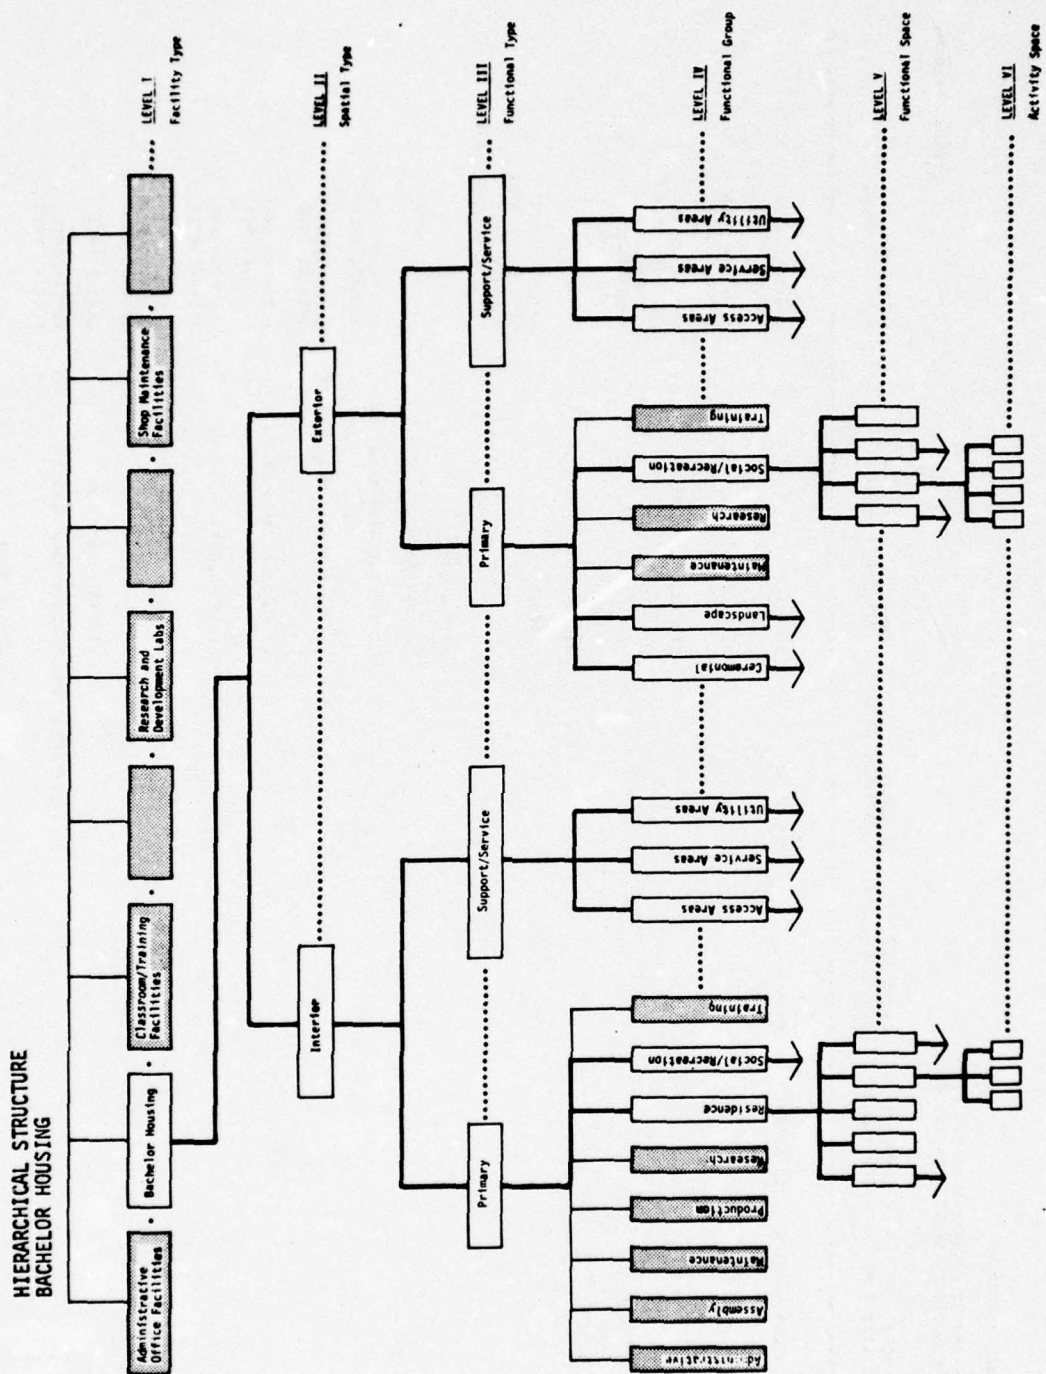 HIERARCHICAL STRUCTURE
BACHELOR HOUSING
Administrative
Office Facilities
Bachelor Housing
Classroom/Training
Facilities
Research and
Development Labs
Shop Maintenance
Facilities
LEVEL I
Facility Type
Interior
Exterior
LEVEL II
Spatial Type
Primary
Support/Service
Primary
Support/Service
LEVEL III
Functional Type
Administrative
Assembly
Maintenance
Production
Research
Residence
Social/Recreation
Training
Access Areas
Service Areas
Utility Areas
Ceremonial
Landscape
Maintenance
Research
Social/Recreation
Training
Access Areas
Service Areas
Utility Areas
LEVEL IV
Functional Group
LEVEL V
Functional Space
LEVEL VI
Activity Space